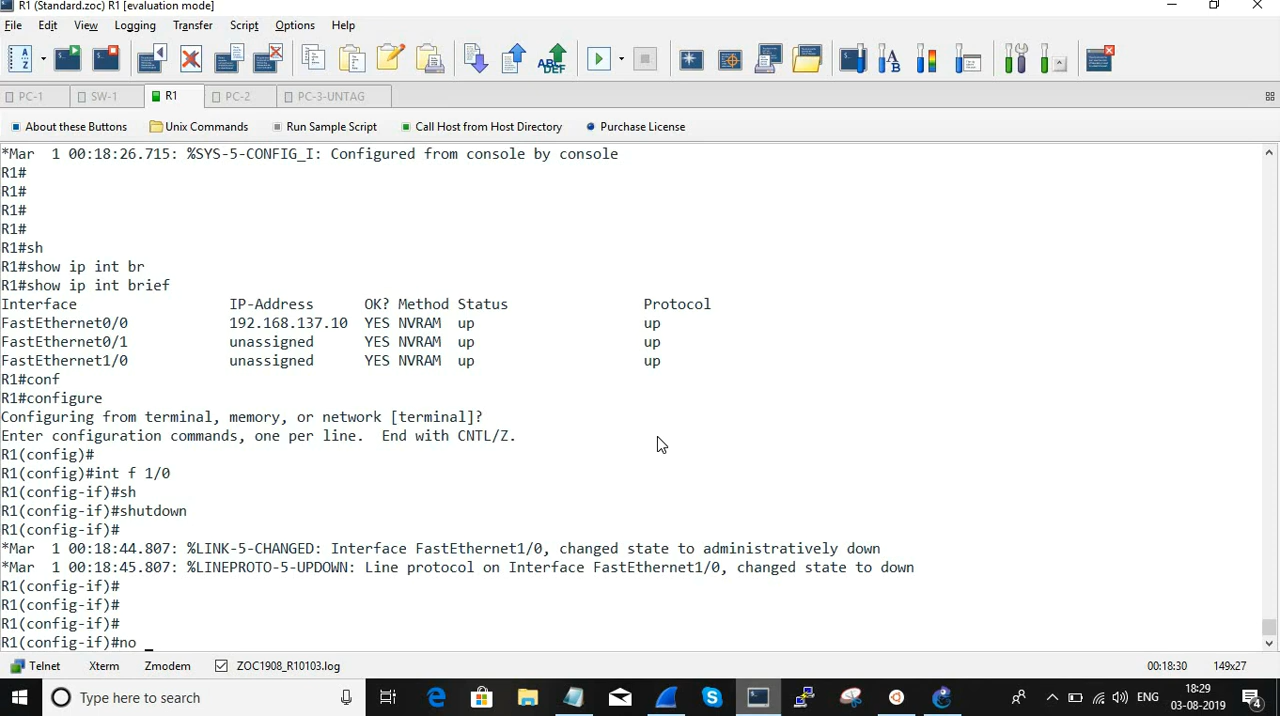 R1 (Standard.zoc) R1 [evaluation mode]
File Edit View Logging Transfer Script Options Help
PC-1 SW-1 R1 PC-2 PC-3-UNTAG
About these Buttons Unix Commands Run Sample Script Call Host from Host Directory Purchase License
*Mar  1 00:18:26.715: %SYS-5-CONFIG_I: Configured from console by console
R1#
R1#
R1#
R1#
R1#sh
R1#show ip int br
R1#show ip int brief
Interface IP-Address OK? Method Status Protocol
FastEthernet0/0 192.168.137.10 YES NVRAM up up
FastEthernet0/1 unassigned YES NVRAM up up
FastEthernet1/0 unassigned YES NVRAM up up
R1#conf
R1#configure
Configuring from terminal, memory, or network [terminal]?
Enter configuration commands, one per line.  End with CNTL/Z.
R1(config)#
R1(config)#int f 1/0
R1(config-if)#sh
R1(config-if)#shutdown
R1(config-if)#
*Mar  1 00:18:44.807: %LINK-5-CHANGED: Interface FastEthernet1/0, changed state to administratively down
*Mar  1 00:18:45.807: %LINEPROTO-5-UPDOWN: Line protocol on Interface FastEthernet1/0, changed state to down
R1(config-if)#
R1(config-if)#
R1(config-if)#
R1(config-if)#no _
Telnet Xterm Zmodem ZOC1908_R10103.log 00:18:30 149x27
Type here to search ENG 18:29
03-08-2019 4